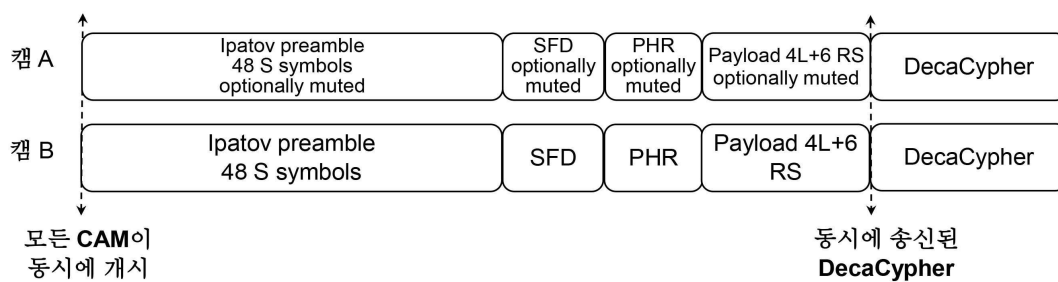 캠 A
Ipatov preamble
48 S symbols
optionally muted
SFD
optionally
muted
PHR
optionally
muted
Payload 4L+6 RS
optionally muted
DecaCypher
캠 B
Ipatov preamble
48 S symbols
SFD
PHR
Payload 4L+6
RS
DecaCypher
모든 CAM이
동시에 개시
동시에 송신된
DecaCypher